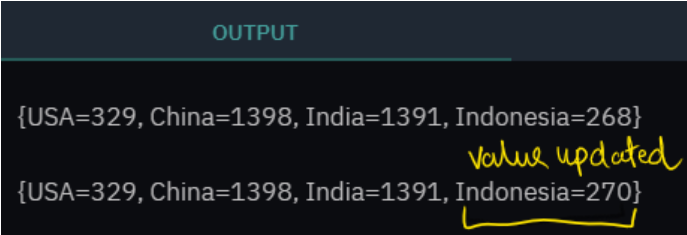 OUTPUT
{USA=329, China=1398, India=1391, Indonesia=268}
value updated
{USA=329, China=1398, India=1391, Indonesia=270}